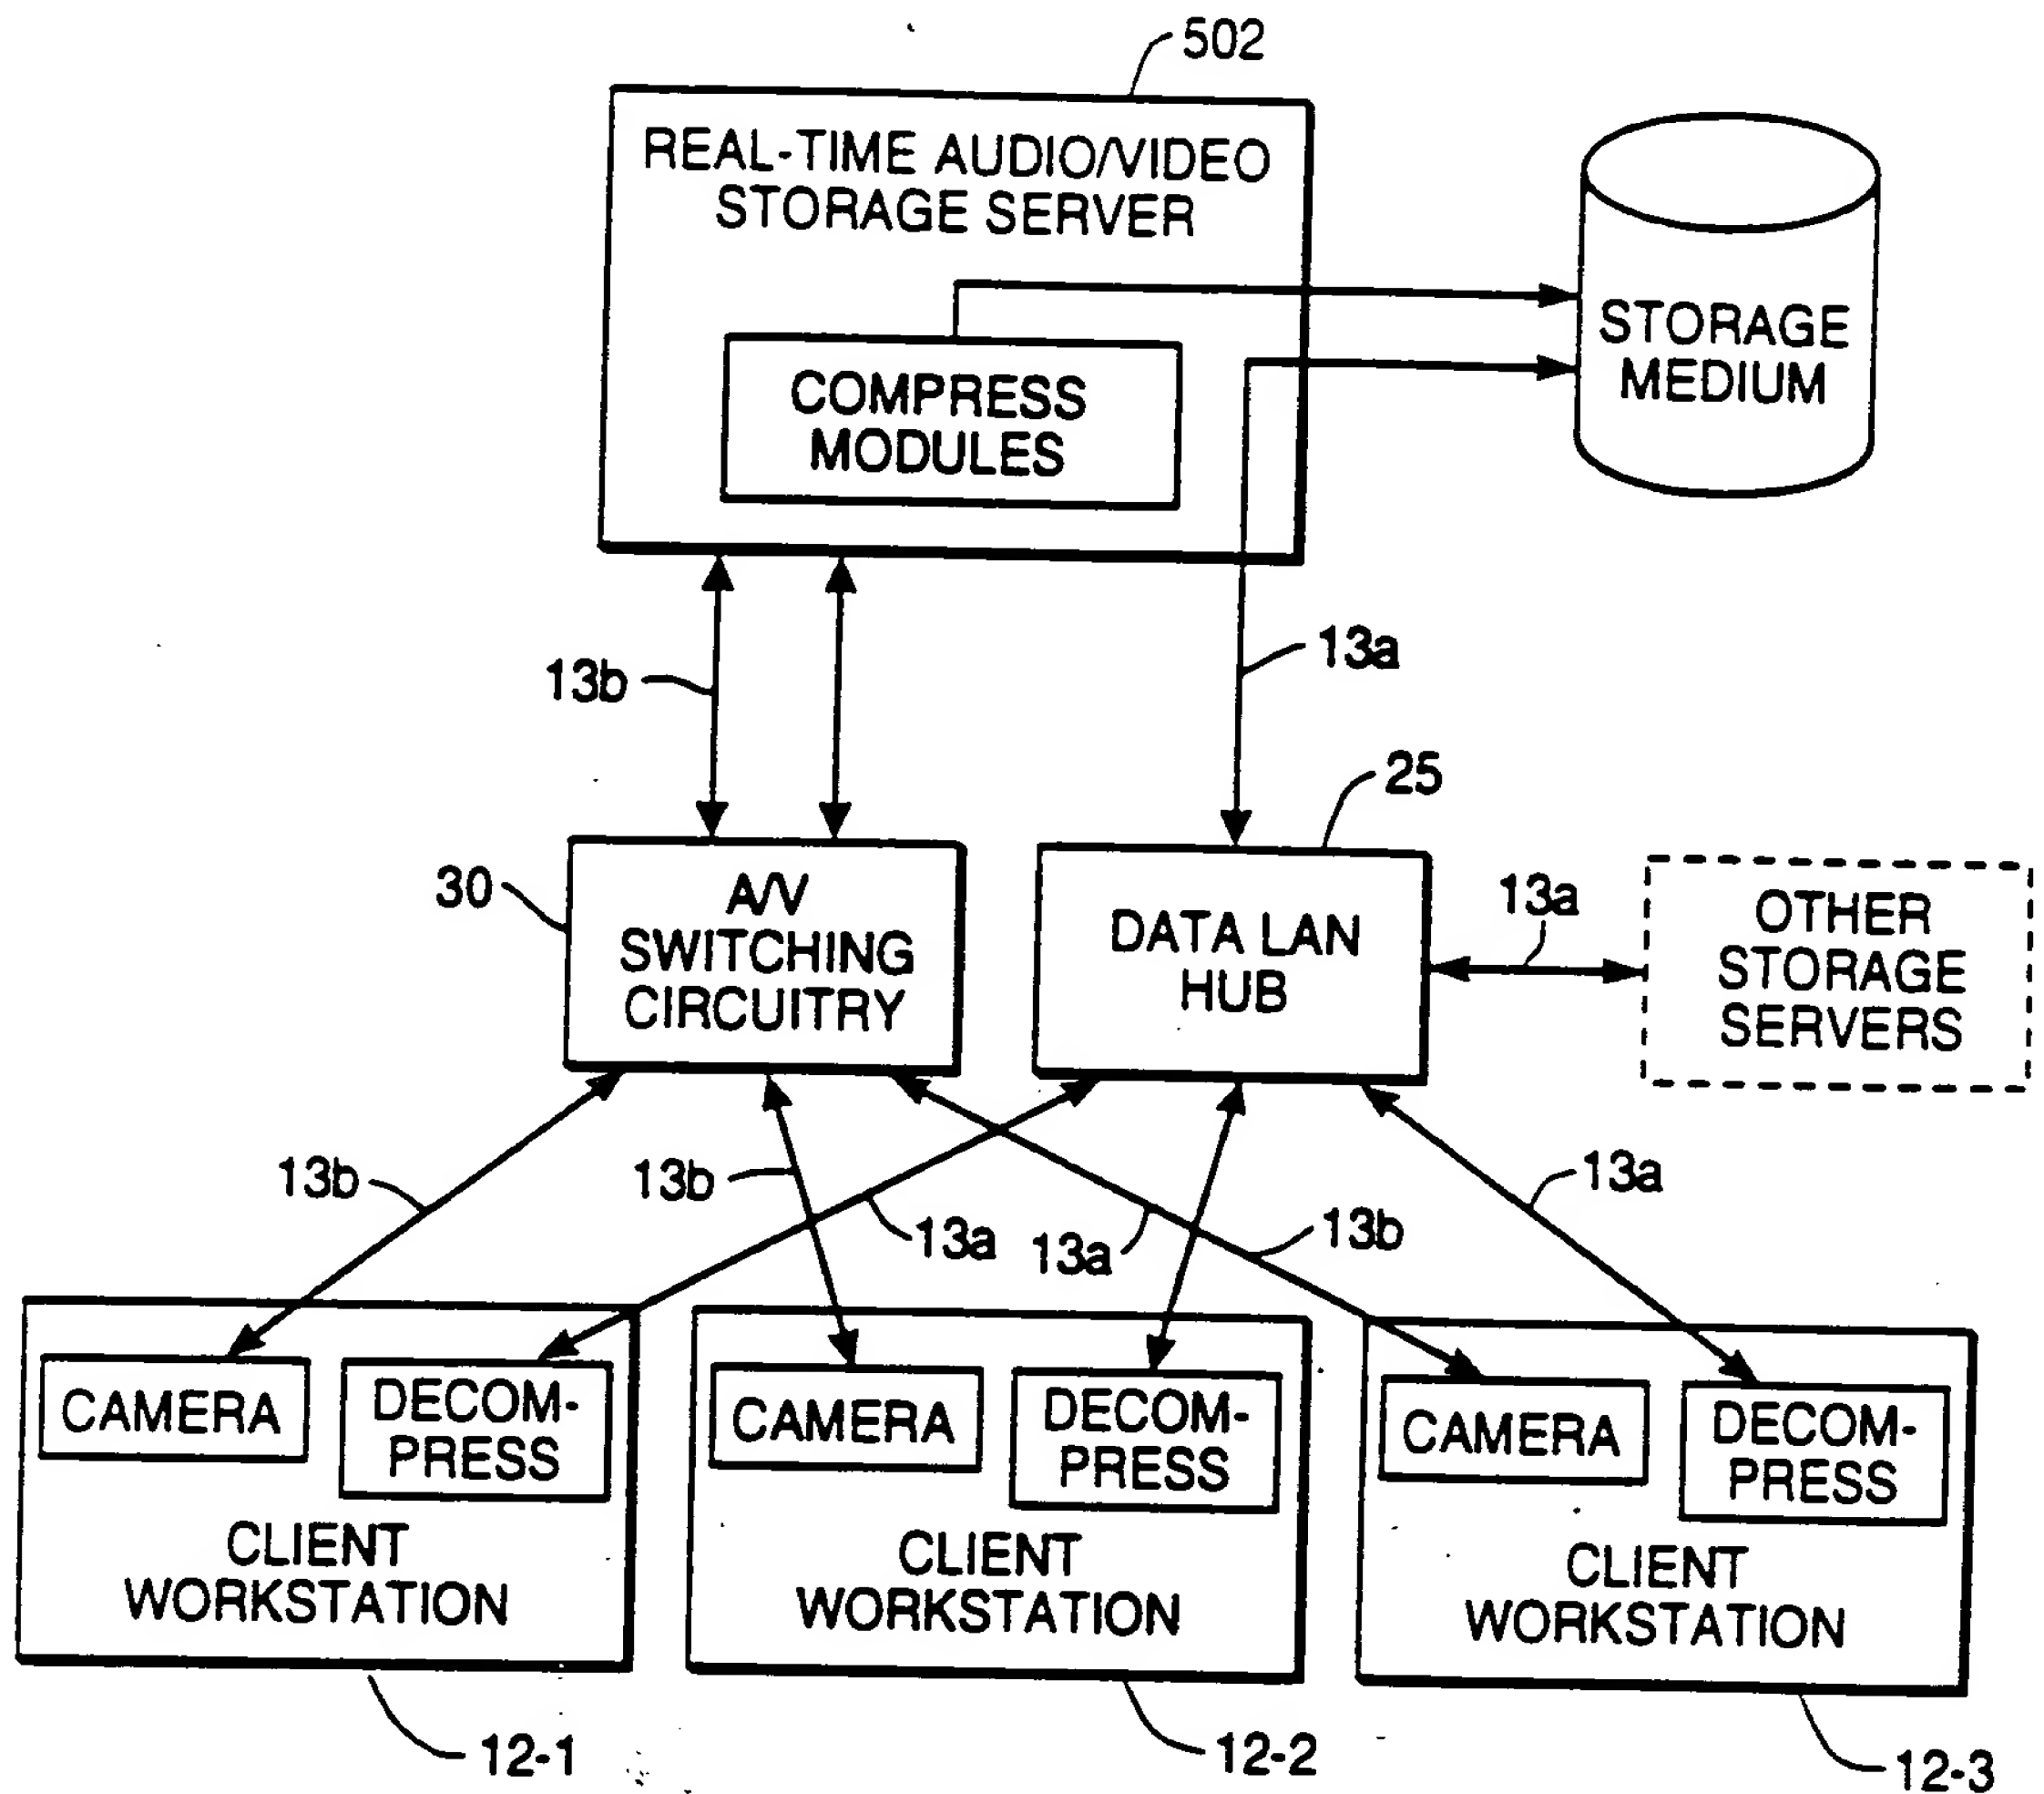 502
REAL-TIME AUDIO/VIDEO
STORAGE SERVER
STORAGE
MEDIUM
COMPRESS
MODULES
13b
13a
25
30
A/V
SWITCHING
CIRCUITRY
DATA LAN
HUB
13a
OTHER
STORAGE
SERVERS
13b
13b
13a
13a
13b
13a
CAMERA
DECOM-
PRESS
CLIENT
WORKSTATION
CAMERA
DECOM-
PRESS
CLIENT
WORKSTATION
CAMERA
DECOM-
PRESS
CLIENT
WORKSTATION
12-1
12-2
12-3